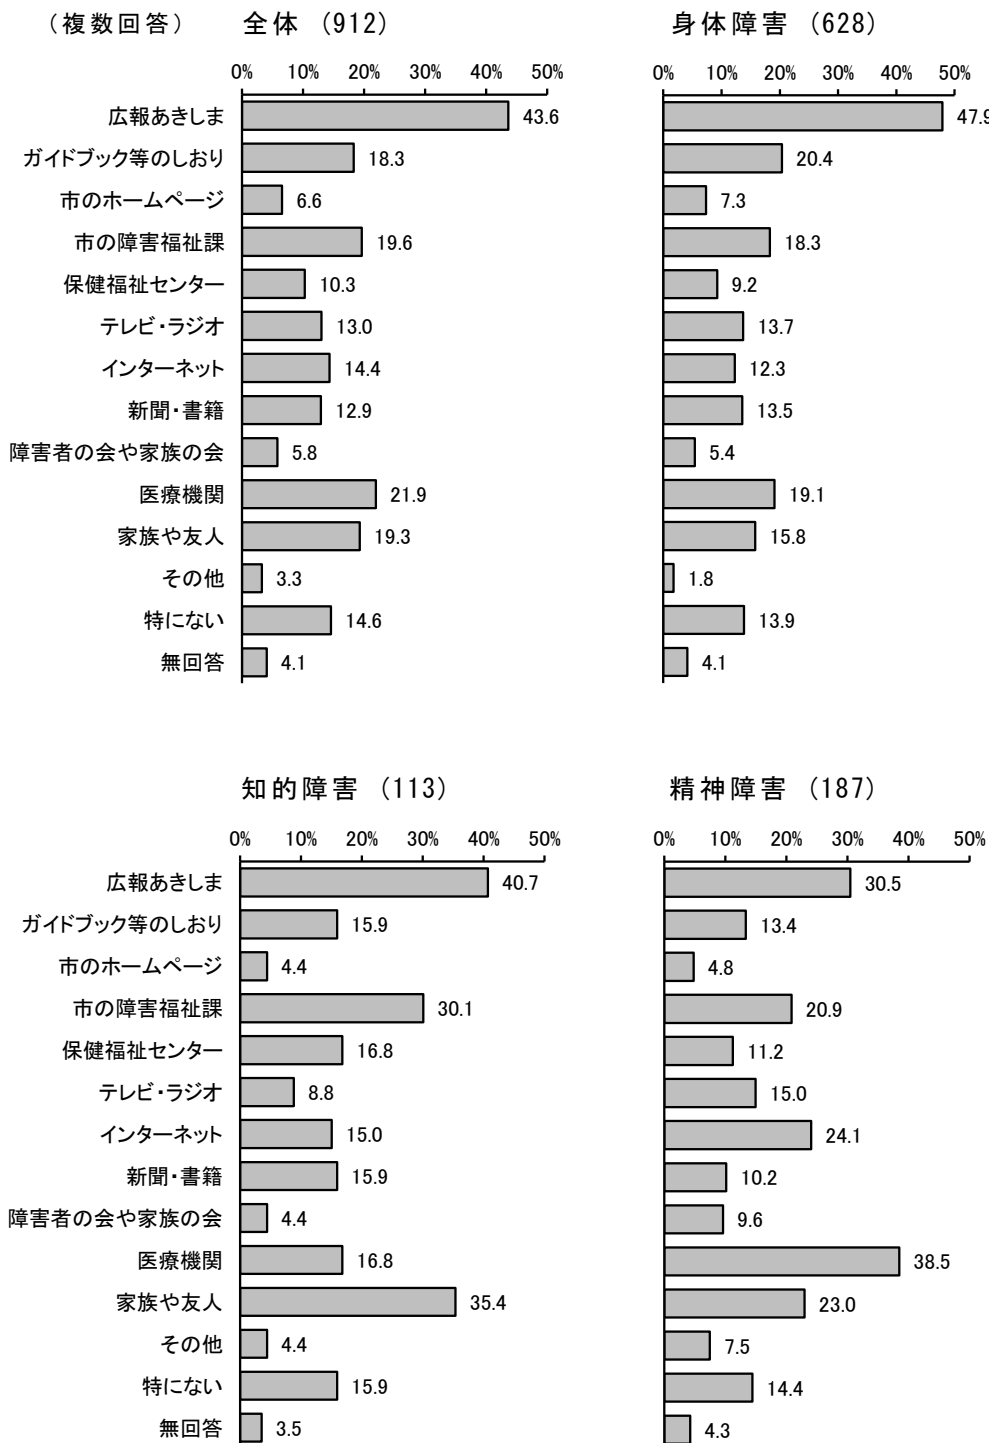 （複数回答） 全体（912） 身体障害（628）
0% 10% 20% 30% 40% 50% 0% 10% 20% 30% 40% 50%
広報あきしま 43.6 47.9
ガイドブック等のしおり 18.3 20.4
市のホームページ 6.6 7.3
市の障害福祉課 19.6 18.3
保健福祉センター 10.3 9.2
テレビ・ラジオ 13.0 13.7
インターネット 14.4 12.3
新聞・書籍 12.9 13.5
障害者の会や家族の会 5.8 5.4
医療機関 21.9 19.1
家族や友人 19.3 15.8
その他 3.3 1.8
特にない 14.6 13.9
無回答 4.1 4.1
知的障害（113） 精神障害（187）
0% 10% 20% 30% 40% 50% 0% 10% 20% 30% 40% 50%
広報あきしま 40.7 30.5
ガイドブック等のしおり 15.9 13.4
市のホームページ 4.4 4.8
市の障害福祉課 30.1 20.9
保健福祉センター 16.8 11.2
テレビ・ラジオ 8.8 15.0
インターネット 15.0 24.1
新聞・書籍 15.9 10.2
障害者の会や家族の会 4.4 9.6
医療機関 16.8 38.5
家族や友人 35.4 23.0
その他 4.4 7.5
特にない 15.9 14.4
無回答 3.5 4.3